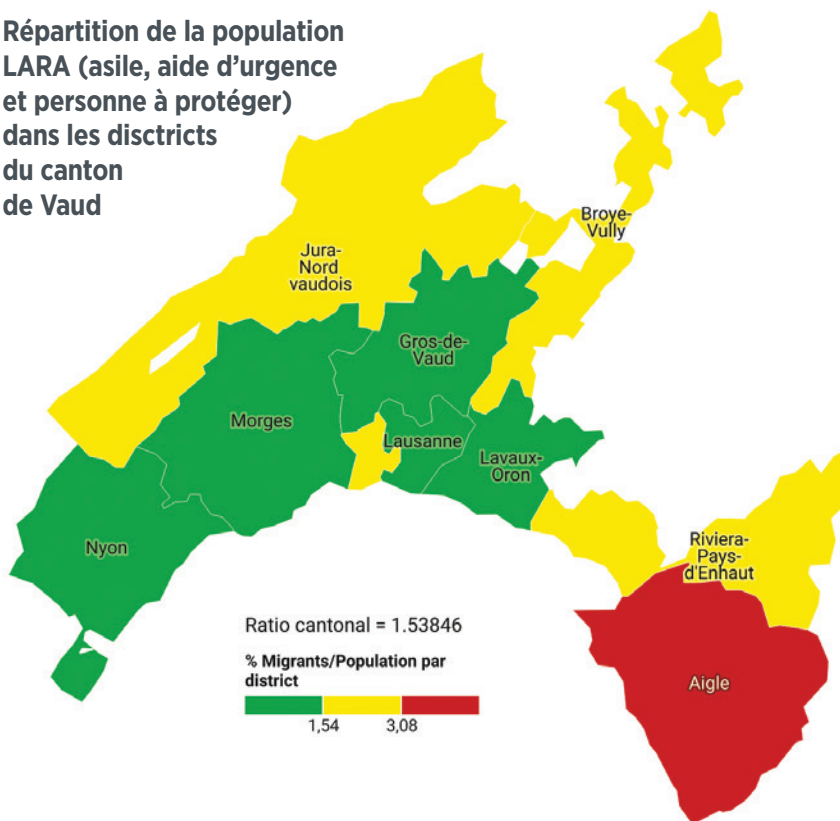 Répartition de la population
LARA (asile, aide d’urgence
et personne à protéger)
dans les disctricts
du canton
de Vaud
Broye-
Vully
Jura-
Nord
vaudois
Gros-de-
Vaud
Morges
Lausanne
Lavaux-
Oron
Nyon
Riviera-
Pays-
d'Enhaut
Aigle
Ratio cantonal = 1.53846
% Migrants/Population par
district
1,54
3,08